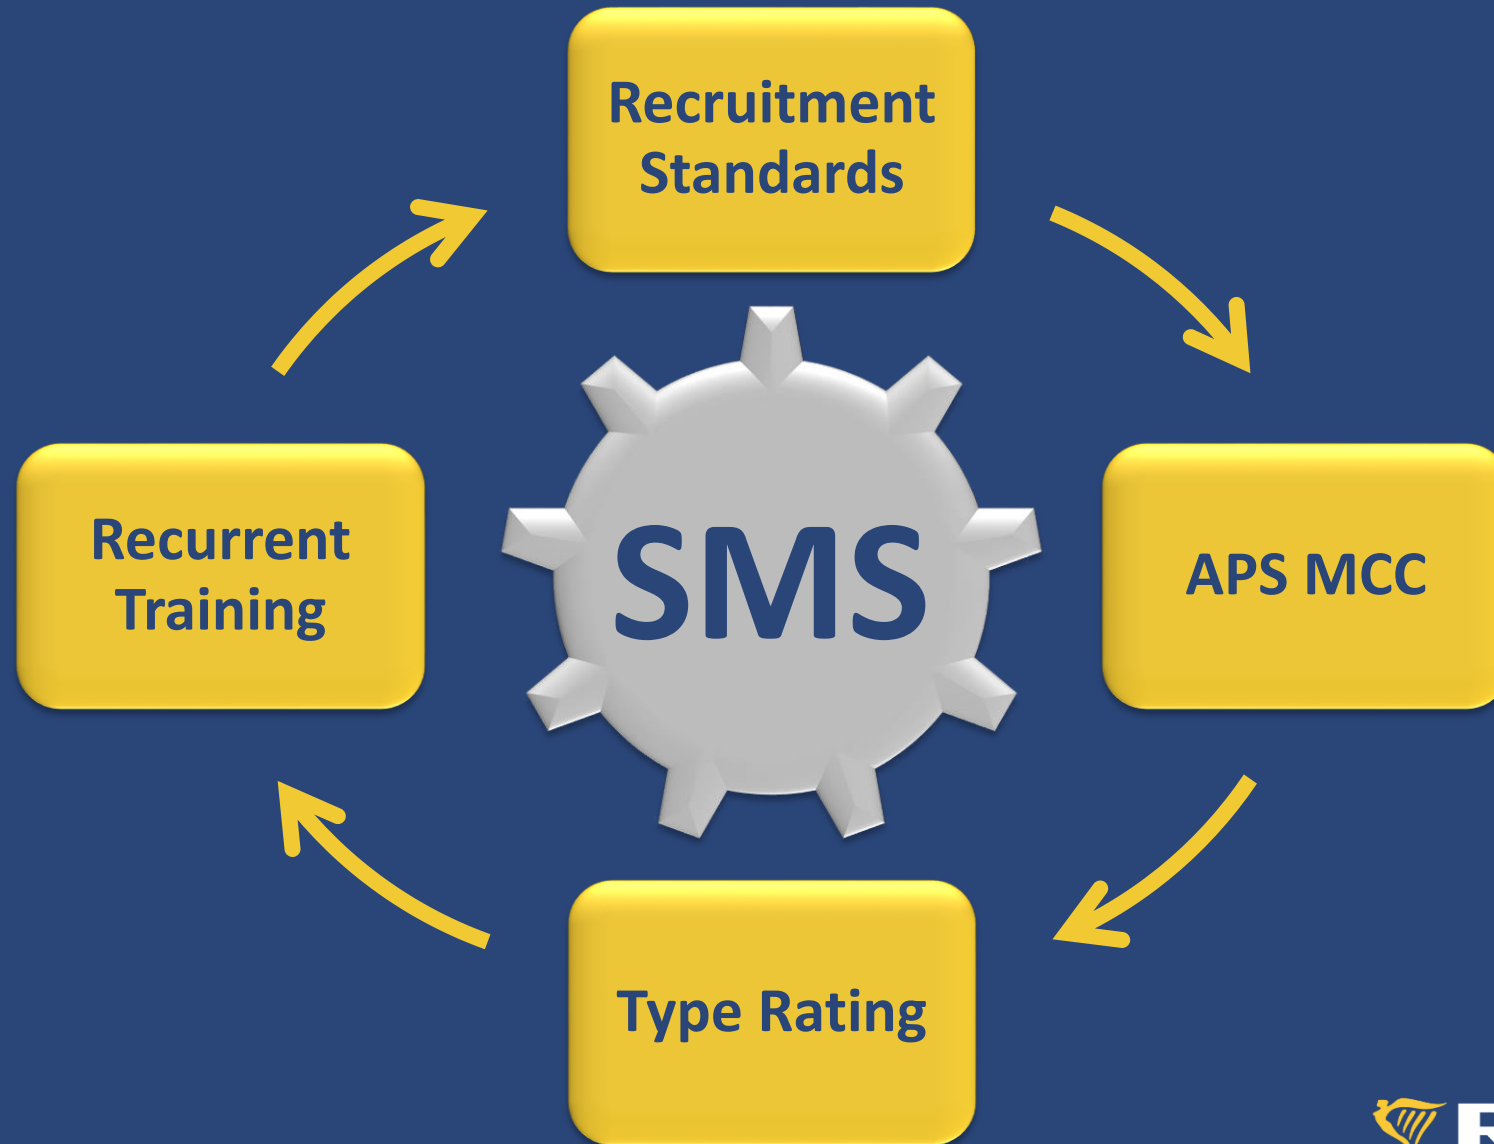 Recruitment
Standards
Recurrent
Training
SMS
APS MCC
Type Rating
R